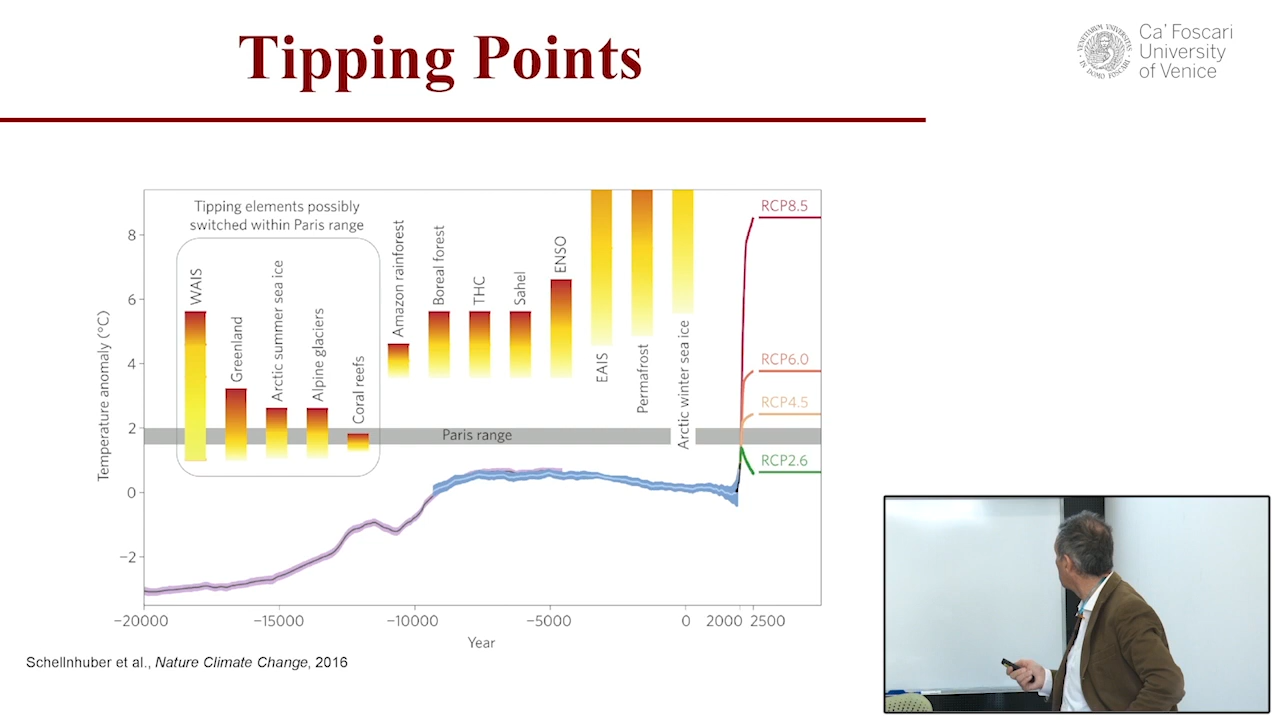 Tipping Points
Ca' Foscari
University
of Venice
Tipping elements possibly
switched within Paris range
WAIS
Greenland
Arctic summer sea ice
Alpine glaciers
Coral reefs
Amazon rainforest
Boreal forest
THC
Sahel
ENSO
EAIS
Permafrost
Arctic winter sea ice
RCP8.5
RCP6.0
RCP4.5
RCP2.6
Paris range
Temperature anomaly (°C)
8
6
4
2
0
−2
−20000
−15000
−10000
−5000
0
2000
2500
Year
Schellnhuber et al., Nature Climate Change, 2016